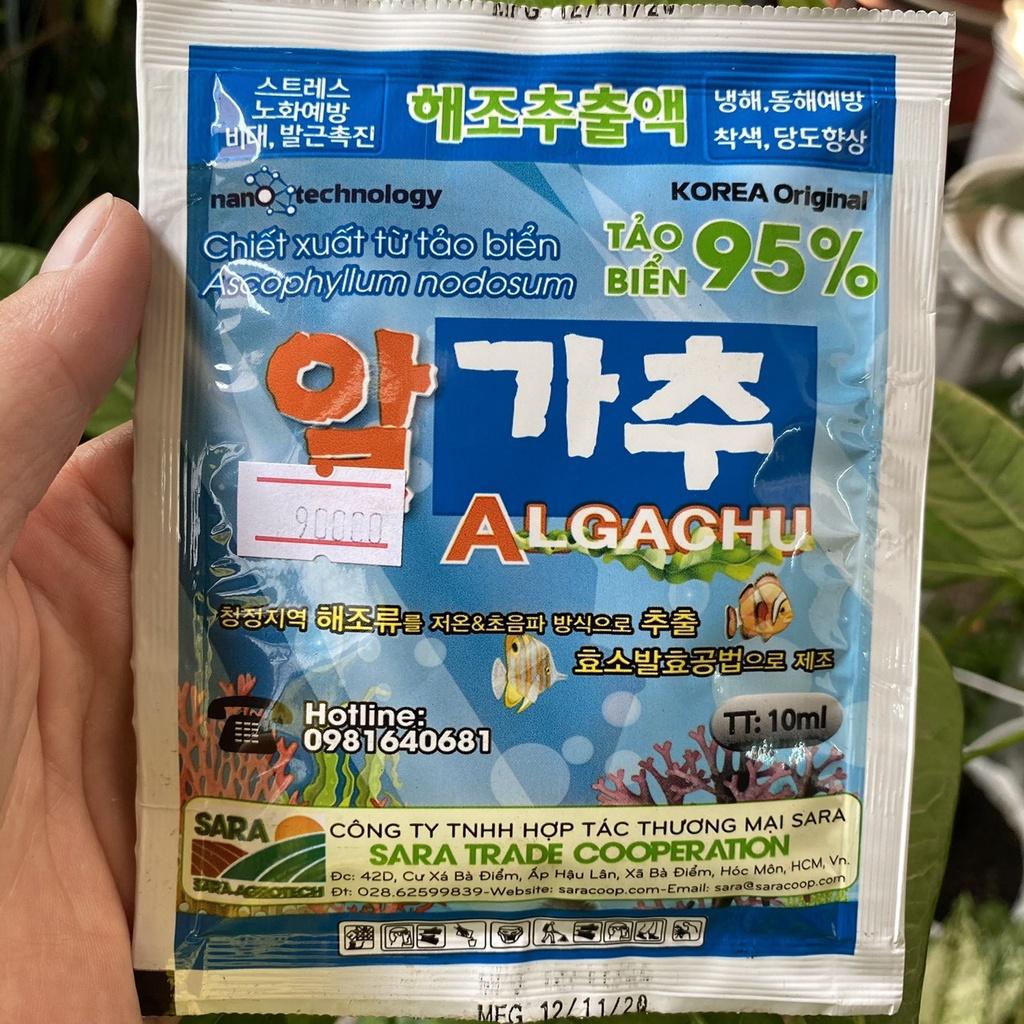 MFG 12/11/20
스트레스
노화예방
비대, 발근촉진
해조추출액
냉해,동해예방
착색, 당도향상
nano technology
KOREA Original
Chiết xuất từ tảo biển
Ascophyllum nodosum
TẢO
BIỂN
95%
알가추
90000
ALGACHU
청정지역 해조류를 저온&초음파 방식으로 추출
효소발효공법으로 제조
Hotline:
0981640681
TT: 10ml
SARA
SARA AGROTECH
CÔNG TY TNHH HỢP TÁC THƯƠNG MẠI SARA
SARA TRADE COOPERATION
Đc: 42D, Cư Xá Bà Điểm, Ấp Hậu Lân, Xã Bà Điểm, Hóc Môn, HCM, Vn.
Đt: 028.62599839-Website: saracoop.com-Email: sara@saracoop.com
MFG 12/11/20